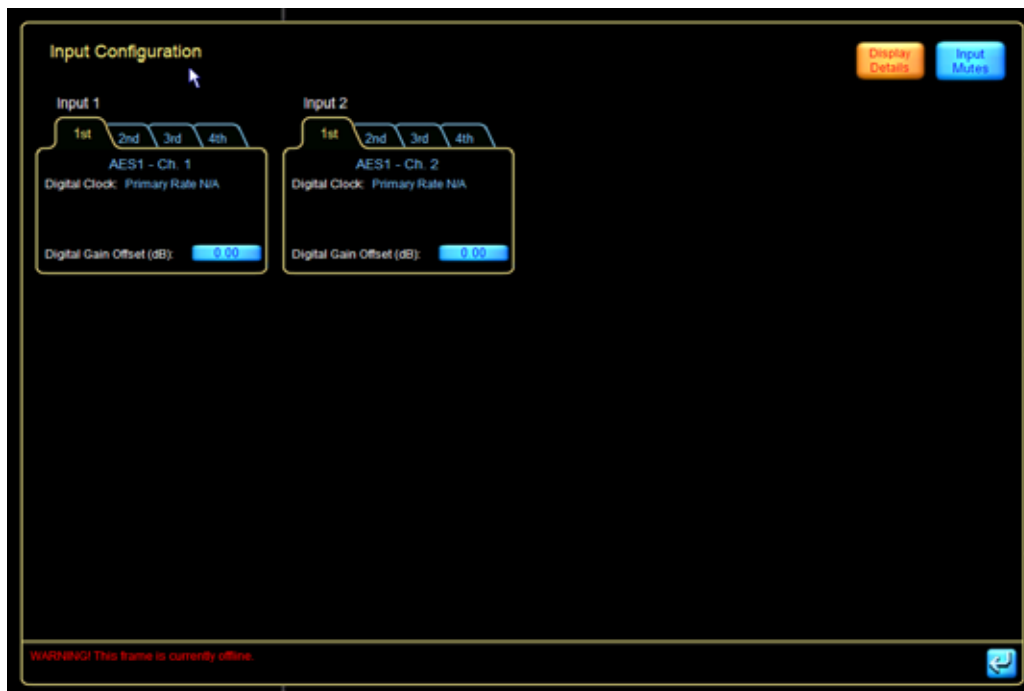 Input Configuration
Display
Details
Input
Mutes
Input 1
Input 2
1st 2nd 3rd 4th
1st 2nd 3rd 4th
AES1 - Ch. 1
AES1 - Ch. 2
Digital Clock: Primary Rate N/A
Digital Clock: Primary Rate N/A
Digital Gain Offset (dB): 0.00
Digital Gain Offset (dB): 0.00
WARNING! This frame is currently offline.